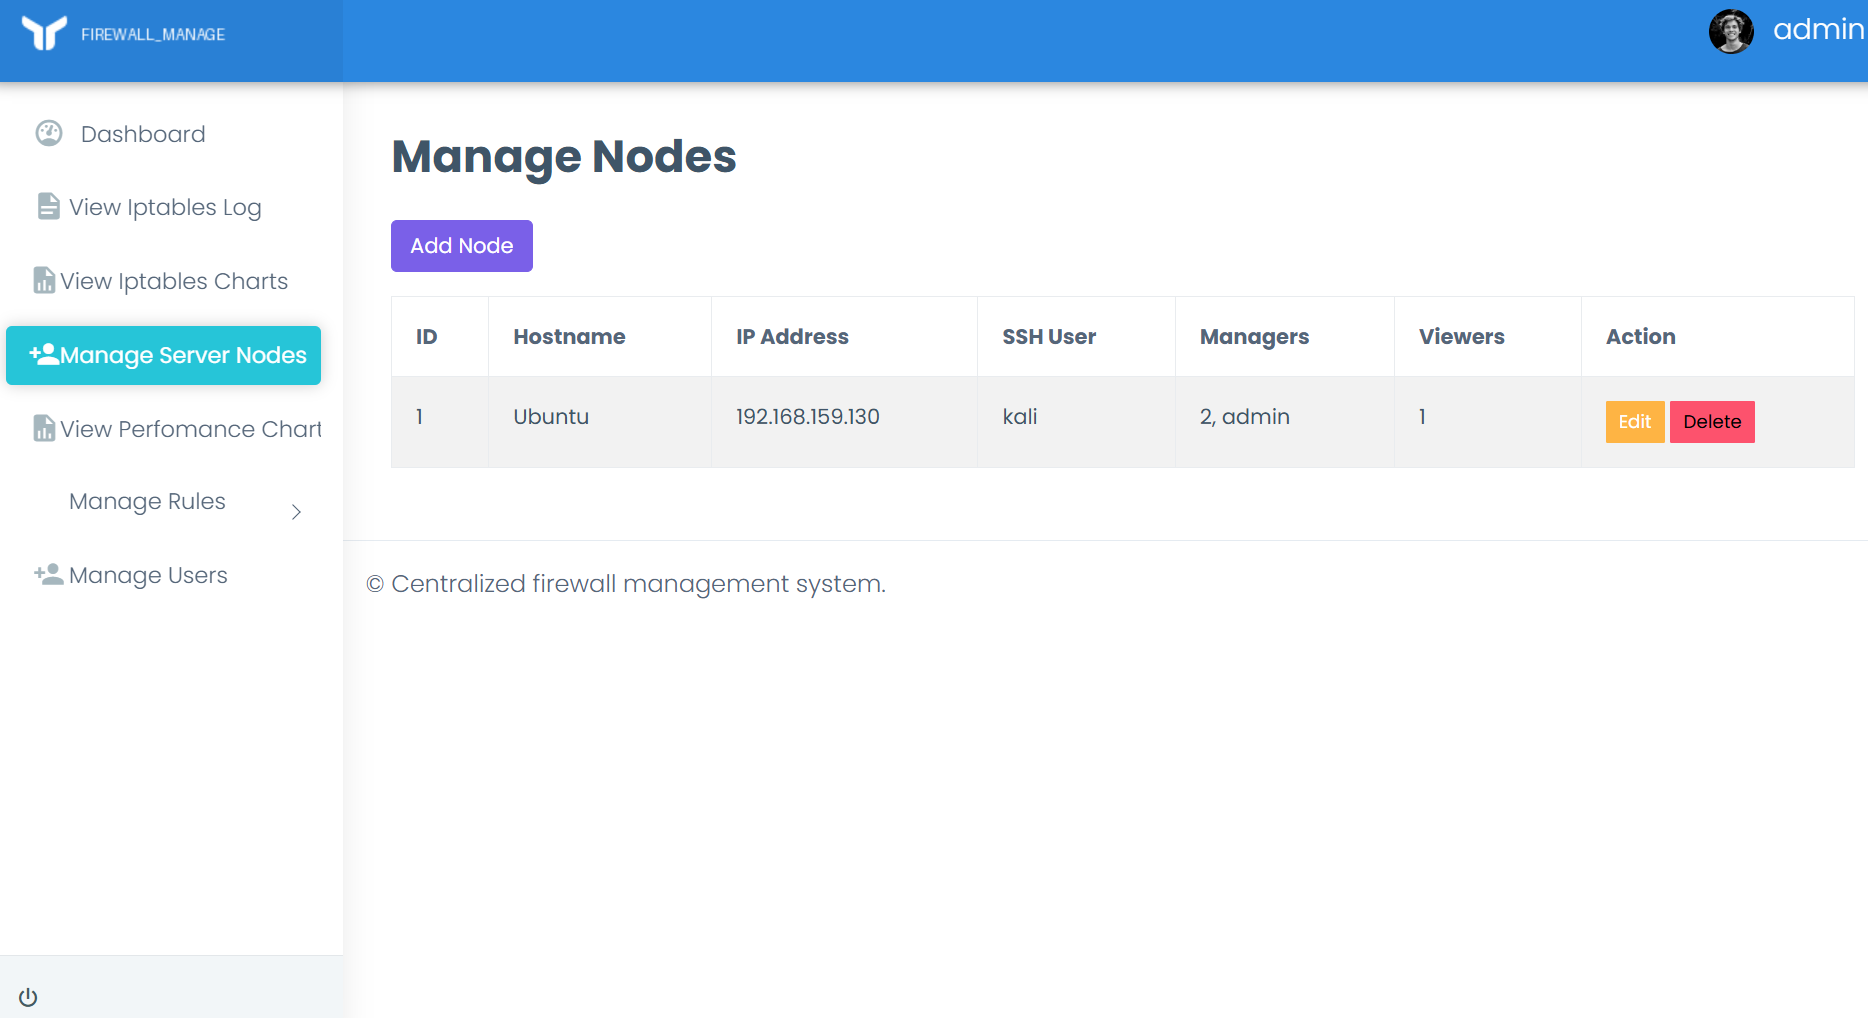 FIREWALL_MANAGE
admin
Dashboard
View Iptables Log
View Iptables Charts
Manage Server Nodes
View Perfomance Chart
Manage Rules
Manage Users
Manage Nodes
Add Node
ID Hostname IP Address SSH User Managers Viewers Action
1 Ubuntu 192.168.159.130 kali 2, admin 1 Edit Delete
© Centralized firewall management system.